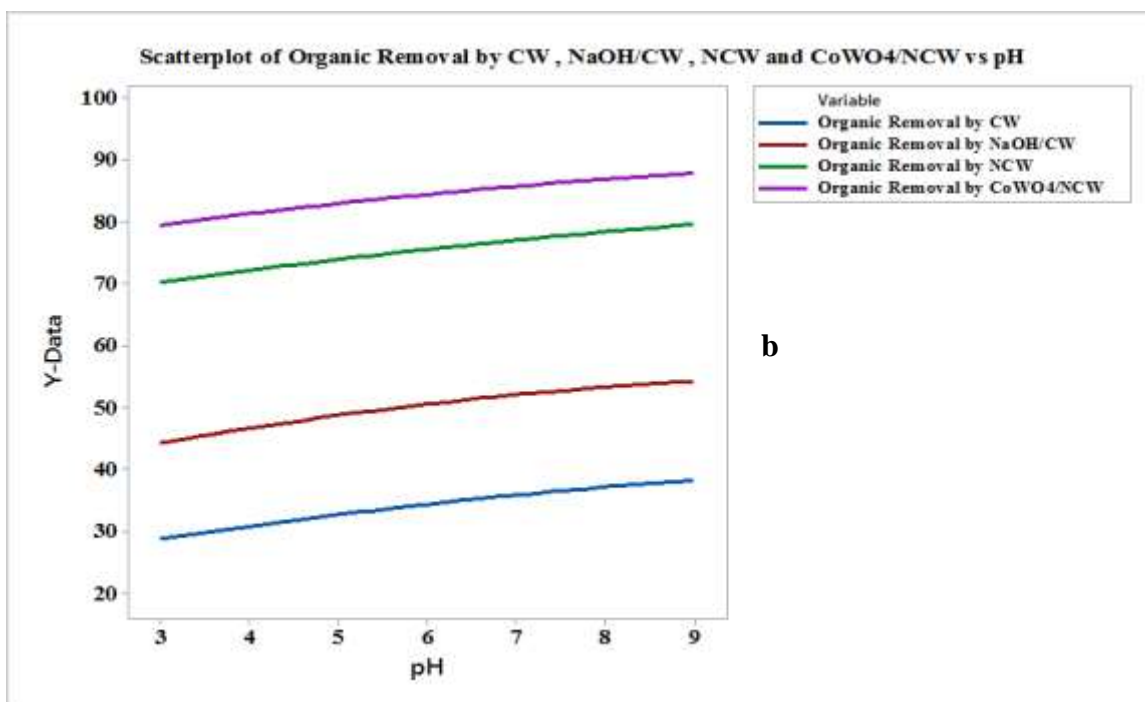 Scatterplot of Organic Removal by CW , NaOH/CW , NCW and CoWO4/NCW vs pH
100
90
80
70
60
50
40
30
20
Y-Data
3 4 5 6 7 8 9
pH
Variable
Organic Removal by CW
Organic Removal by NaOH/CW
Organic Removal by NCW
Organic Removal by CoWO4/NCW
b